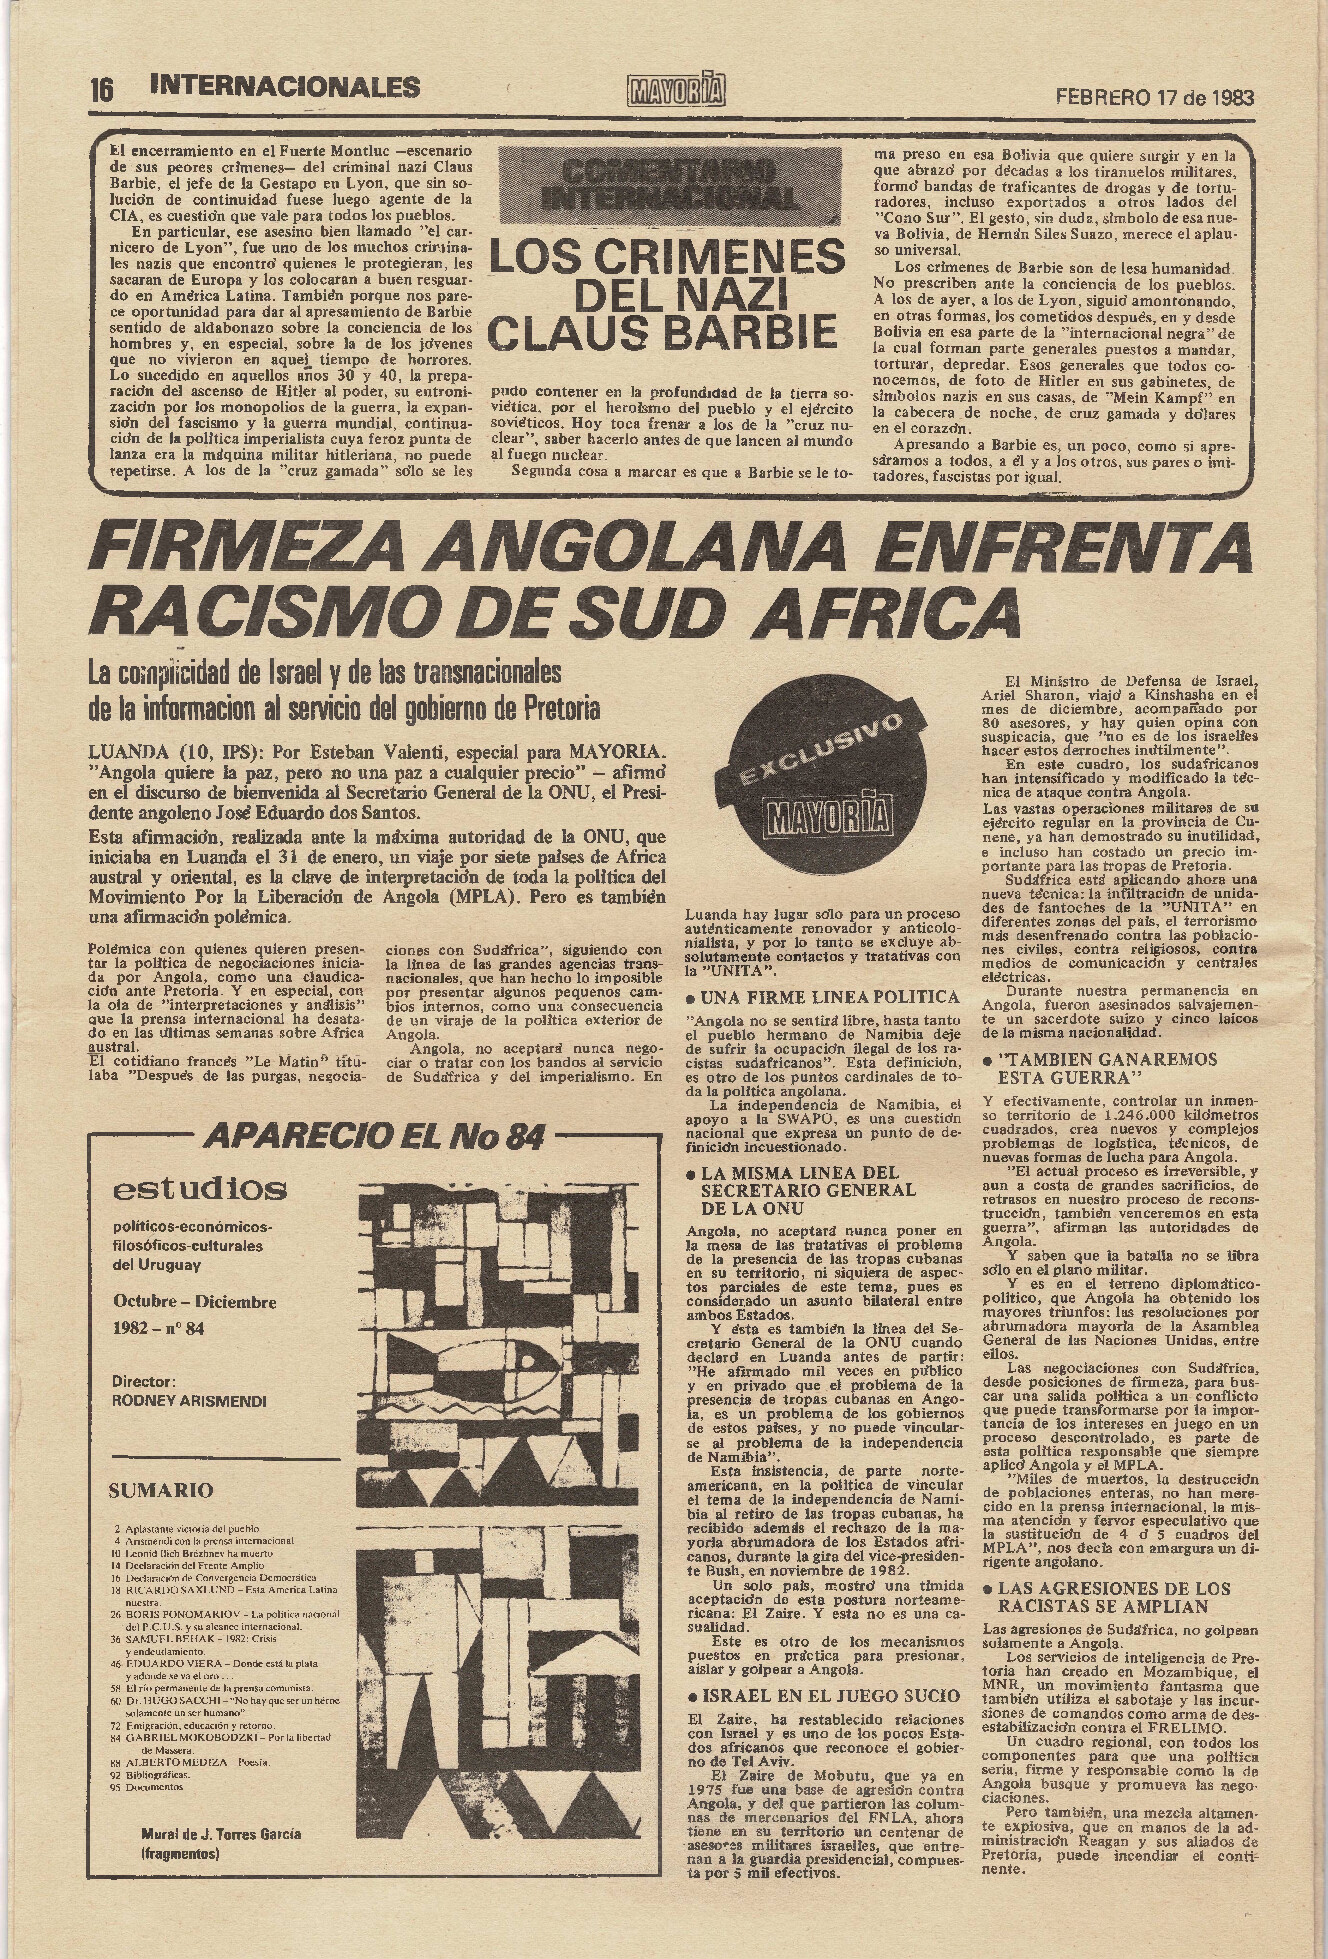 16 INTERNACIONALES
MAYORIA
FEBRERO 17 de 1983
El encerramiento en el Fuerte Montluc —escenario
de sus peores crímenes— del criminal nazi Claus
Barbie, el jefe de la Gestapo en Lyon, que sin so-
lución de continuidad fuese luego agente de la
CIA, es cuestión que vale para todos los pueblos.
En particular, ese asesino bien llamado "el car-
nicero de Lyon", fue uno de los muchos crimina-
les nazis que encontró quienes le protegieran, les
sacaran de Europa y los colocaran a buen resguar-
do en América Latina. También porque nos pare-
ce oportunidad para dar al apresamiento de Barbie
sentido de aldabonazo sobre la conciencia de los
hombres y, en especial, sobre la de los jóvenes
que no vivieron en aquel tiempo de horrores.
Lo sucedido en aquellos años 30 y 40, la prepa-
ración del ascenso de Hitler al poder, su entroni-
zación por los monopolios de la guerra, la expan-
sión del fascismo y la guerra mundial, continua-
ción de la política imperialista cuya feroz punta de
lanza era la máquina militar hitleriana, no puede
repetirse. A los de la "cruz gamada" sólo se les
COMENTARIO
INTERNACIONAL
LOS CRIMENES
DEL NAZI
CLAUS BARBIE
pudo contener en la profundidad de la tierra so-
viética, por el heroísmo del pueblo y el ejército
soviéticos. Hoy toca frenar a los de la "cruz nu-
clear", saber hacerlo antes de que lancen al mundo
al fuego nuclear.
Segunda cosa a marcar es que a Barbie se le to-
ma preso en esa Bolivia que quiere surgir y en la
que abrazó por décadas a los tiranuelos militares,
formó bandas de traficantes de drogas y de tortu-
radores, incluso exportados a otros lados del
"Cono Sur". El gesto, sin duda, símbolo de esa nue-
va Bolivia, de Hernán Siles Suazo, merece el aplau-
so universal.
Los crímenes de Barbie son de lesa humanidad.
No prescriben ante la conciencia de los pueblos.
A los de ayer, a los de Lyon, siguió amontonando,
en otras formas, los cometidos después, en y desde
Bolivia en esa parte de la "internacional negra" de
la cual forman parte generales puestos a mandar,
torturar, depredar. Esos generales que todos co-
nocemos, de foto de Hitler en sus gabinetes, de
símbolos nazis en sus casas, de "Mein Kampf" en
la cabecera de noche, de cruz gamada y dólares
en el corazón.
Apresando a Barbie es, un poco, como si apre-
sáramos a todos, a él y a los otros, sus pares o imi-
tadores, fascistas por igual.
FIRMEZA ANGOLANA ENFRENTA
RACISMO DE SUD AFRICA
La complicidad de Israel y de las transnacionales
de la informacion al servicio del gobierno de Pretoria
LUANDA (10, IPS): Por Esteban Valenti, especial para MAYORIA.
"Angola quiere la paz, pero no una paz a cualquier precio" — afirmó
en el discurso de bienvenida al Secretario General de la ONU, el Presi-
dente angoleno José Eduardo dos Santos.
Esta afirmación, realizada ante la máxima autoridad de la ONU, que
iniciaba en Luanda el 31 de enero, un viaje por siete países de Africa
austral y oriental, es la clave de interpretación de toda la política del
Movimiento Por la Liberación de Angola (MPLA). Pero es también
una afirmación polémica.
Polémica con quienes quieren presen-
tar la política de negociaciones inicia-
da por Angola, como una claudica-
ción ante Pretoria. Y en especial, con
la ola de "interpretaciones y análisis"
que la prensa internacional ha desata-
do en las últimas semanas sobre Africa
austral.
El cotidiano francés "Le Matin" titu-
laba "Después de las purgas, negocia-
ciones con Sudáfrica", siguiendo con
la línea de las grandes agencias trans-
nacionales, que han hecho lo imposible
por presentar algunos pequenos cam-
bios internos, como una consecuencia
de un viraje de la política exterior de
Angola.
Angola, no aceptará nunca nego-
ciar o tratar con los bandos al servicio
de Sudáfrica y del imperialismo. En
EXCLUSIVO
MAYORIA
Luanda hay lugar sólo para un proceso
auténticamente renovador y anticolo-
nialista, y por lo tanto se excluye ab-
solutamente contactos y tratativas con
la "UNITA".
● UNA FIRME LINEA POLITICA
"Angola no se sentirá libre, hasta tanto
el pueblo hermano de Namibia deje
de sufrir la ocupación ilegal de los ra-
cistas sudafricanos". Esta definición,
es otro de los puntos cardinales de to-
da la política angolana.
La independencia de Namibia, el
apoyo a la SWAPO, es una cuestión
nacional que expresa un punto de de-
finición incuestionado.
● LA MISMA LINEA DEL
SECRETARIO GENERAL
DE LA ONU
Angola, no aceptará nunca poner en
la mesa de las tratativas el problema
de la presencia de las tropas cubanas
en su territorio, ni siquiera de aspec-
tos parciales de este tema, pues es
considerado un asunto bilateral entre
ambos Estados.
Y ésta es también la línea del Se-
cretario General de la ONU cuando
declaró en Luanda antes de partir:
"He afirmado mil veces en público
y en privado que el problema de la
presencia de tropas cubanas en Ango-
la, es un problema de los gobiernos
de estos países, y no puede vincular-
se al problema de la independencia
de Namibia".
Esta insistencia, de parte norte-
americana, en la política de vincular
el tema de la independencia de Nami-
bia al retiro de las tropas cubanas, ha
recibido además el rechazo de la ma-
yoría abrumadora de los Estados afri-
canos, durante la gira del vice-presiden-
te Bush, en noviembre de 1982.
Un solo país, mostró una tímida
aceptación de esta postura norteame-
ricana: El Zaire. Y esta no es una ca-
sualidad.
Este es otro de los mecanismos
puestos en práctica para presionar,
aislar y golpear a Angola.
● ISRAEL EN EL JUEGO SUCIO
El Zaire, ha restablecido relaciones
con Israel y es uno de los pocos Esta-
dos africanos que reconoce el gobier-
no de Tel Aviv.
El Zaire de Mobutu, que ya en
1975 fue una base de agresión contra
Angola, y del que partieron las colum-
nas de mercenarios del FNLA, ahora
tiene en su territorio un centenar de
asesores militares israelíes, que entre-
nan a la guardia presidencial, compues-
ta por 5 mil efectivos.
El Ministro de Defensa de Israel,
Ariel Sharon, viajó a Kinshasha en el
mes de diciembre, acompañado por
80 asesores, y hay quien opina con
suspicacia, que "no es de los israelíes
hacer estos derroches inútilmente".
En este cuadro, los sudafricanos
han intensificado y modificado la téc-
nica de ataque contra Angola.
Las vastas operaciones militares de su
ejército regular en la provincia de Cu-
nene, ya han demostrado su inutilidad,
e incluso han costado un precio im-
portante para las tropas de Pretoria.
Sudáfrica está aplicando ahora una
nueva técnica: la infiltración de unida-
des de fantoches de la "UNITA" en
diferentes zonas del país, el terrorismo
más desenfrenado contra las poblacio-
nes civiles, contra religiosos, contra
medios de comunicación y centrales
eléctricas.
Durante nuestra permanencia en
Angola, fueron asesinados salvajemen-
te un sacerdote suizo y cinco laicos
de la misma nacionalidad.
● "TAMBIEN GANAREMOS
ESTA GUERRA"
Y efectivamente, controlar un inmen-
so territorio de 1.246.000 kilómetros
cuadrados, crea nuevos y complejos
problemas de logística, técnicos, de
nuevas formas de lucha para Angola.
"El actual proceso es irreversible, y
aun a costa de grandes sacrificios, de
retrasos en nuestro proceso de recons-
trucción, también venceremos en esta
guerra", afirman las autoridades de
Angola.
Y saben que la batalla no se libra
sólo en el plano militar.
Y es en el terreno diplomático-
político, que Angola ha obtenido los
mayores triunfos: las resoluciones por
abrumadora mayoría de la Asamblea
General de las Naciones Unidas, entre
ellos.
Las negociaciones con Sudáfrica,
desde posiciones de firmeza, para bus-
car una salida política a un conflicto
que puede transformarse por la impor-
tancia de los intereses en juego en un
proceso descontrolado, es parte de
esta política responsable que siempre
aplicó Angola y el MPLA.
"Miles de muertos, la destrucción
de poblaciones enteras, no han mere-
cido en la prensa internacional, la mis-
ma atención y fervor especulativo que
la sustitución de 4 ó 5 cuadros del
MPLA", nos decía con amargura un di-
rigente angolano.
● LAS AGRESIONES DE LOS
RACISTAS SE AMPLIAN
Las agresiones de Sudáfrica, no golpean
solamente a Angola.
Los servicios de inteligencia de Pre-
toria han creado en Mozambique, el
MNR, un movimiento fantasma que
también utiliza el sabotaje y las incur-
siones de comandos como arma de des-
estabilización contra el FRELIMO.
Un cuadro regional, con todos los
componentes para que una política
seria, firme y responsable como la de
Angola busque y promueva las nego-
ciaciones.
Pero también, una mezcla altamen-
te explosiva, que en manos de la ad-
ministración Reagan y sus aliados de
Pretoria, puede incendiar el conti-
nente.
APARECIO EL No 84
estudios
políticos-económicos-
filosóficos-culturales
del Uruguay
Octubre – Diciembre
1982 – nº 84
Director:
RODNEY ARISMENDI
SUMARIO
2 Aplastante victoria del pueblo
4 Arismendi con la prensa internacional
10 Leonid Ilich Brézhnev ha muerto
14 Declaración del Frente Amplio
16 Declaración de Convergencia Democrática
18 RICARDO SAXLUND – Esta America Latina
nuestra.
26 BORIS PONOMARIOV – La política nacional
del P.C.U.S. y su alcance internacional.
36 SAMUEL BEHAK – 1982: Crisis
y endeudamiento.
46 EDUARDO VIERA – Donde está la plata
y adonde se va el oro . . .
58 El río permanente de la prensa comunista.
60 Dr. HUGO SACCHI – "No hay que ser un héroe
solamente un ser humano"
72 Emigración, educación y retorno.
84 GABRIEL MOKOBODZKI – Por la libertad
de Massera.
88 ALBERTO MEDIZA Poesía.
92 Bibliográficas.
95 Documentos
Mural de J. Torres García
(fragmentos)